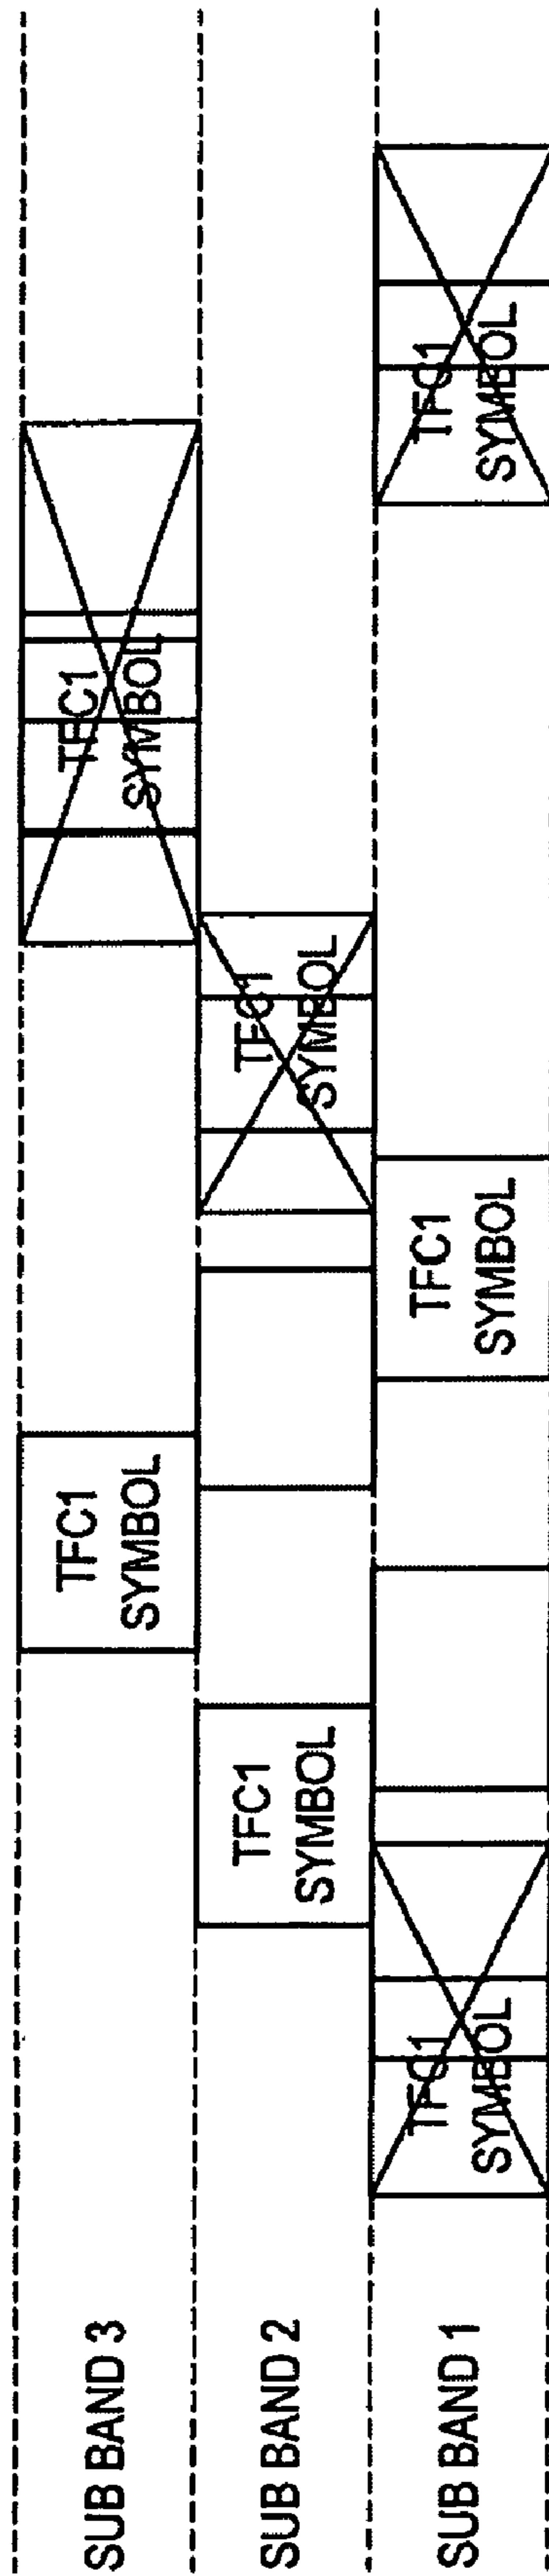 SUB BAND 3
TFC1
SYMBOL
TFC1
SYMBOL
SUB BAND 2
TFC1
SYMBOL
TFC1
SYMBOL
SUB BAND 1
TFC1
SYMBOL
TFC1
SYMBOL
TFC1
SYMBOL